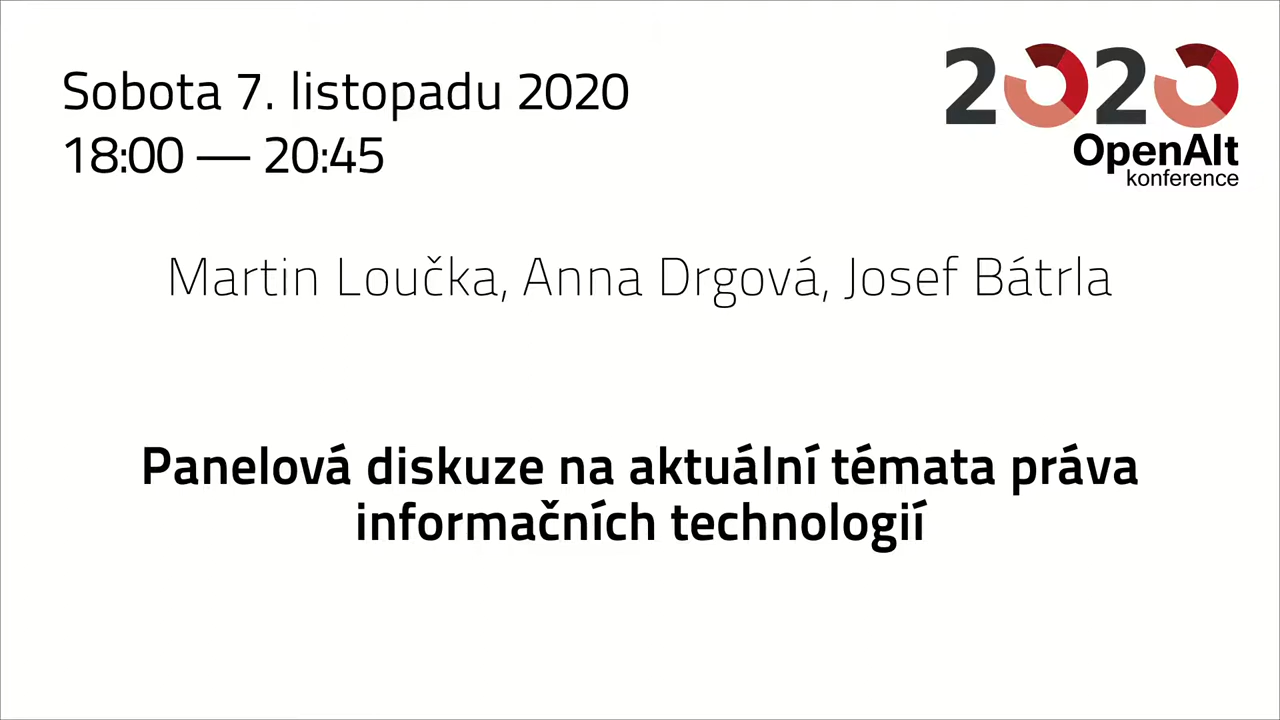 Sobota 7. listopadu 2020
18:00 — 20:45
2020
OpenAlt
konference
Martin Loučka, Anna Drgová, Josef Bátrla
Panelová diskuze na aktuální témata práva
informačních technologií